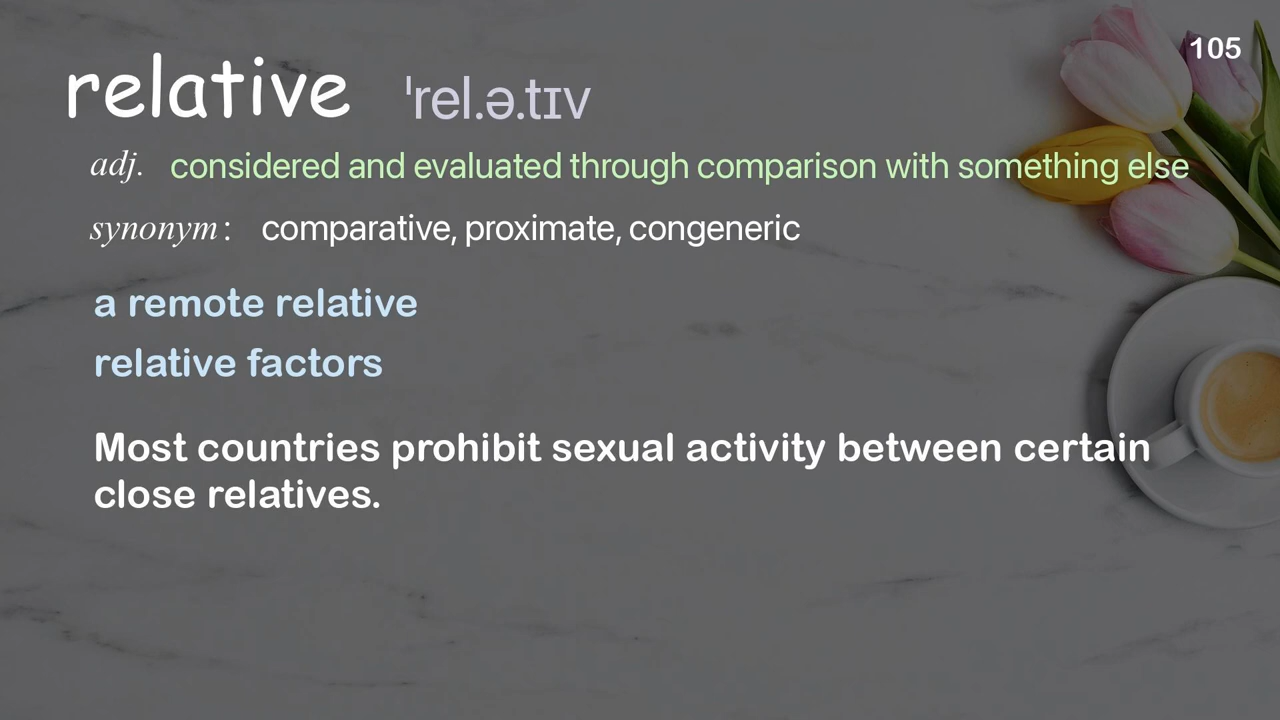 105
relative ˈrel.ə.tɪv
adj. considered and evaluated through comparison with something else
synonym: comparative, proximate, congeneric
a remote relative
relative factors
Most countries prohibit sexual activity between certain
close relatives.